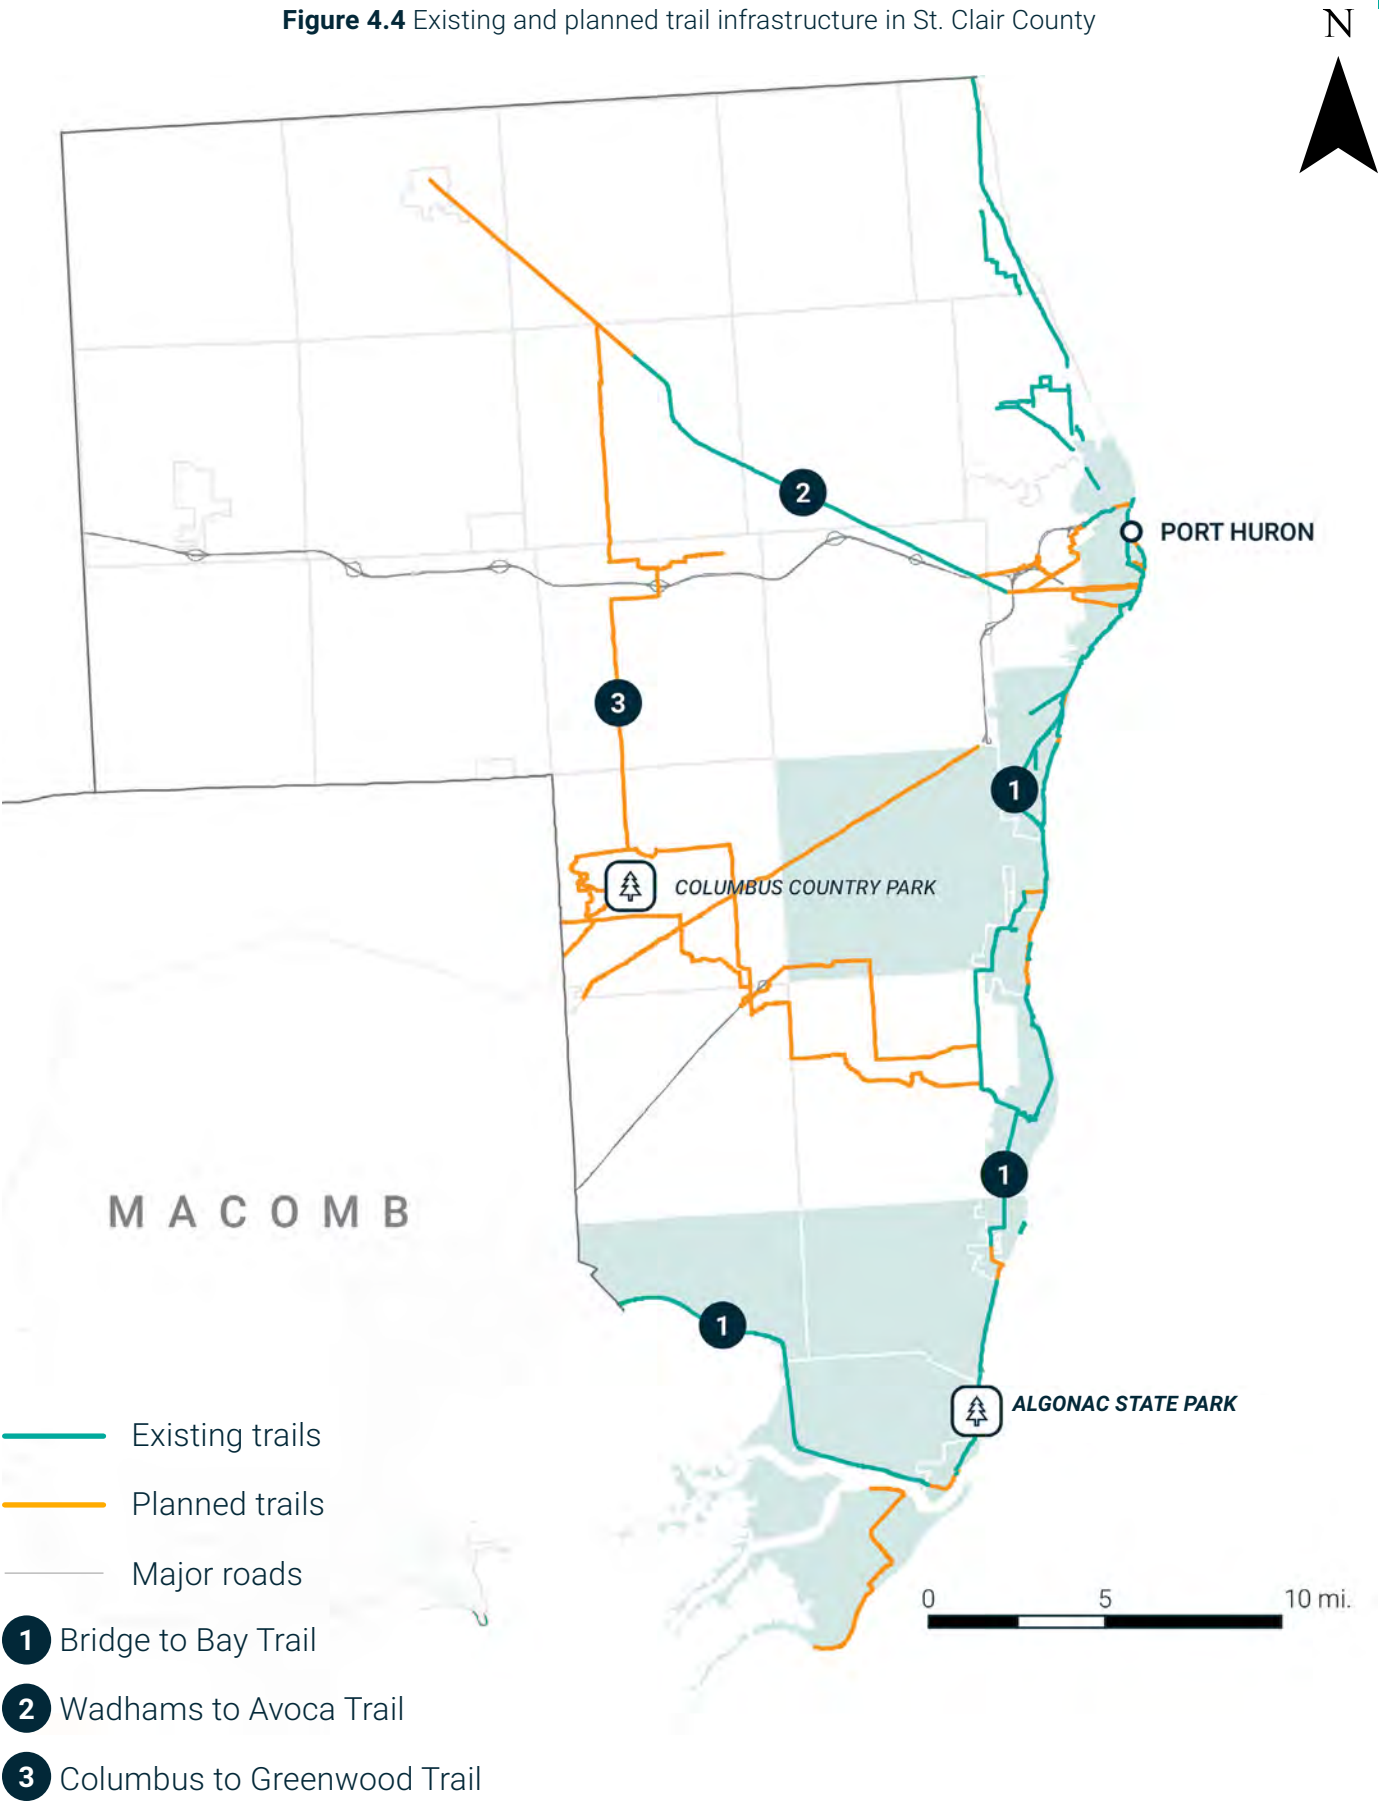 Figure 4.4 Existing and planned trail infrastructure in St. Clair County
N
2
PORT HURON
3
1
COLUMBUS COUNTRY PARK
1
MACOMB
1
ALGONAC STATE PARK
Existing trails
Planned trails
Major roads
0 5 10 mi.
1 Bridge to Bay Trail
2 Wadhams to Avoca Trail
3 Columbus to Greenwood Trail